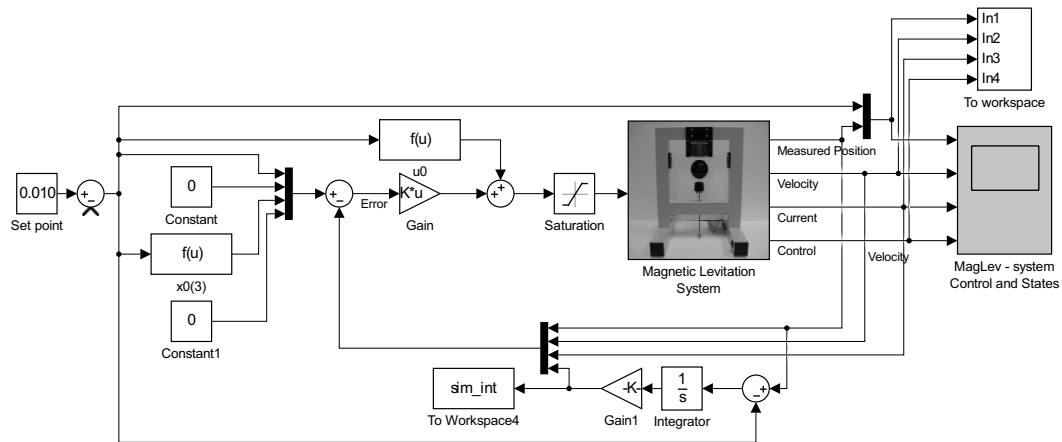 In1
In2
In3
In4
To workspace
f(u)
u0
Measured Position
Velocity
Current
Control
Velocity
0.010
Set point
0
Constant
f(u)
x0(3)
0
Constant1
Error
K*u
Gain
Saturation
Magnetic Levitation
System
MagLev - system
Control and States
sim_int
To Workspace4
-K-
Gain1
1
s
Integrator